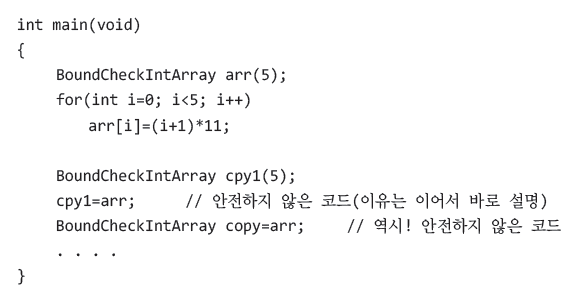 int main(void)
{
    BoundCheckIntArray arr(5);
    for(int i=0; i<5; i++)
        arr[i]=(i+1)*11;

    BoundCheckIntArray cpy1(5);
    cpy1=arr;     // 안전하지 않은 코드(이유는 이어서 바로 설명)
    BoundCheckIntArray copy=arr;    // 역시! 안전하지 않은 코드
    . . . .
}